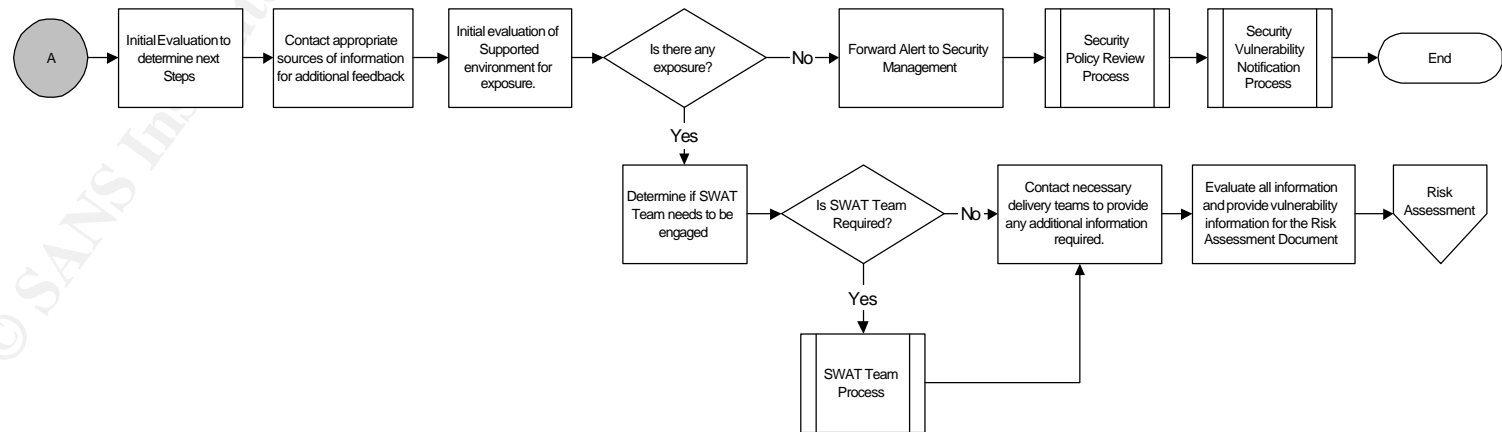 A
Initial Evaluation to
determine next
Steps
Contact appropriate
sources of information
for additional feedback
Initial evaluation of
Supported
environment for
exposure.
Is there any
exposure?
No
Forward Alert to Security
Management
Security
Policy Review
Process
Security
Vulnerability
Notification
Process
End
Yes
Determine if SWAT
Team needs to be
engaged
Is SWAT Team
Required?
No
Contact necessary
delivery teams to provide
any additional information
required.
Evaluate all information
and provide vulnerability
information for the Risk
Assessment Document
Risk
Assessment
Yes
SWAT Team
Process
© SANS